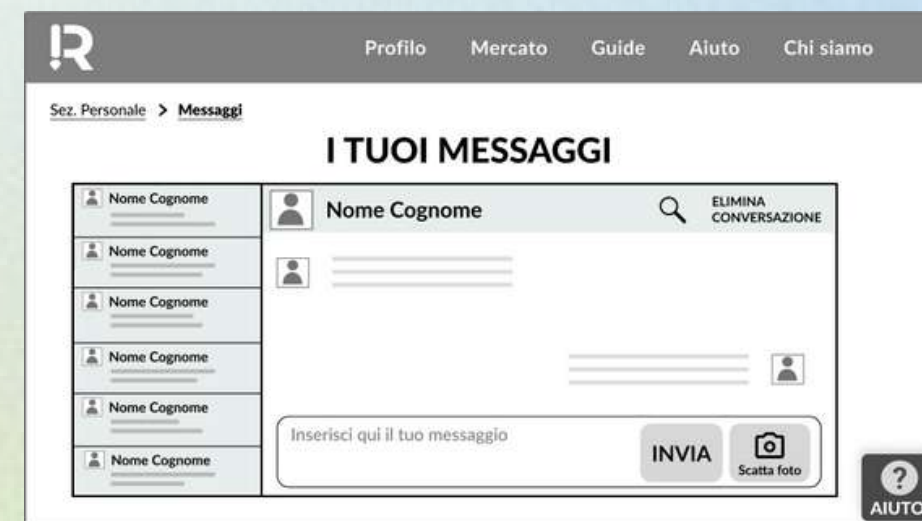 R
Profilo Mercato Guide Aiuto Chi siamo
Sez. Personale > Messaggi
I TUOI MESSAGGI
Nome Cognome
Nome Cognome
Nome Cognome
Nome Cognome
Nome Cognome
Nome Cognome
Nome Cognome
ELIMINA
CONVERSAZIONE
Inserisci qui il tuo messaggio
INVIA
Scatta foto
?
AIUTO